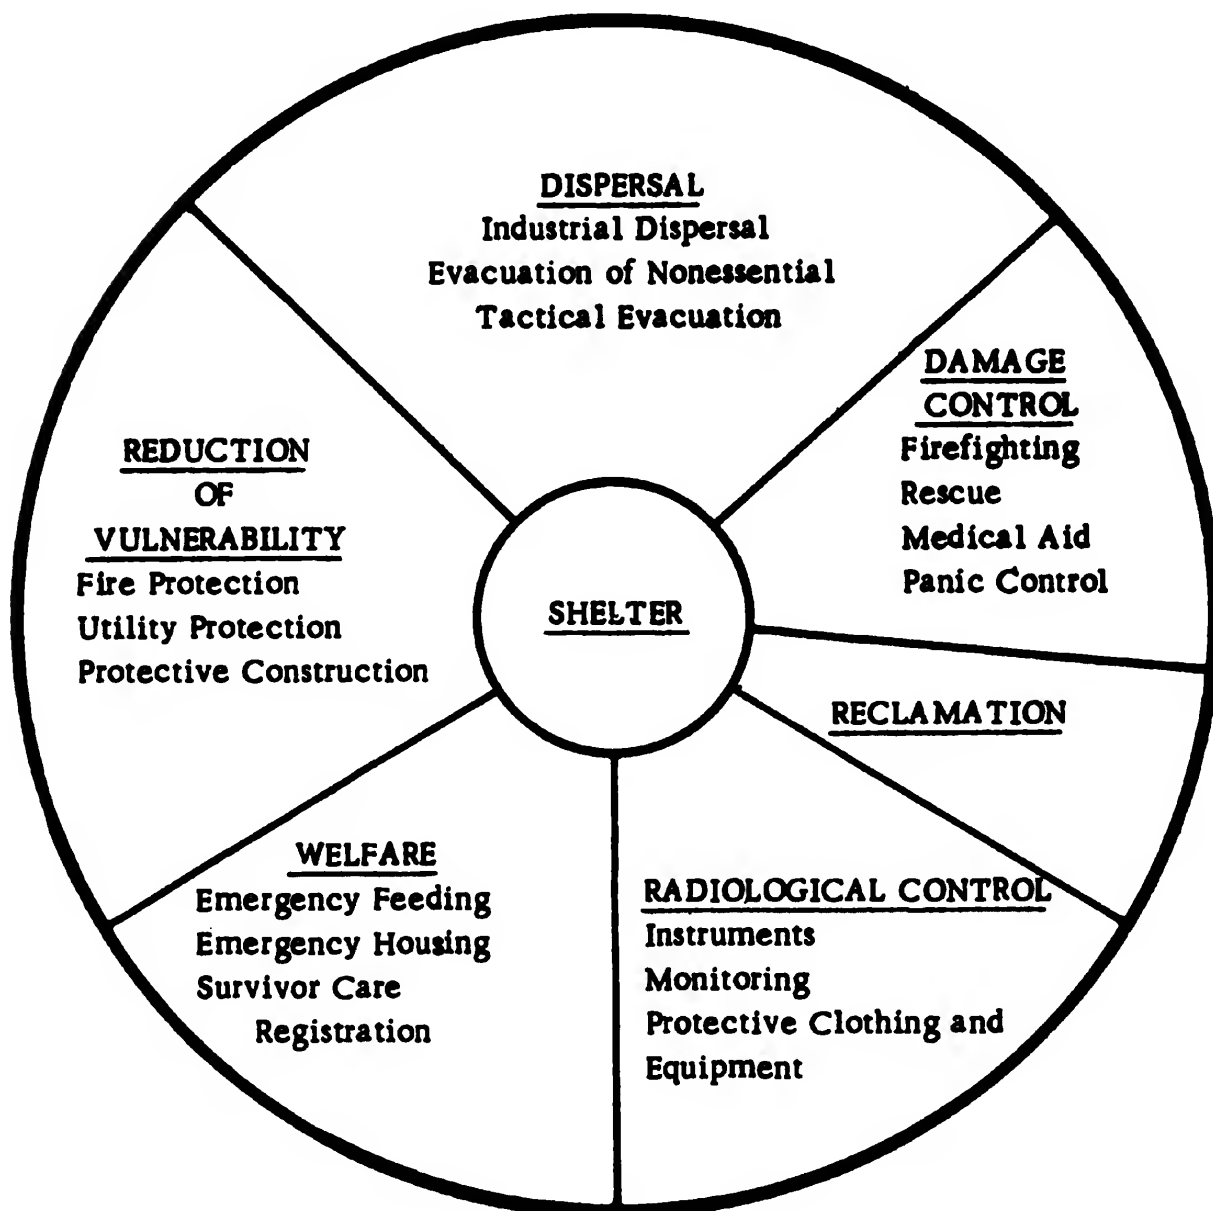 DISPERSAL
Industrial Dispersal
Evacuation of Nonessential
Tactical Evacuation
DAMAGE
CONTROL
Firefighting
Rescue
Medical Aid
Panic Control
REDUCTION
OF
VULNERABILITY
Fire Protection
Utility Protection
Protective Construction
SHELTER
RECLAMATION
WELFARE
Emergency Feeding
Emergency Housing
Survivor Care
Registration
RADIOLOGICAL CONTROL
Instruments
Monitoring
Protective Clothing and
Equipment